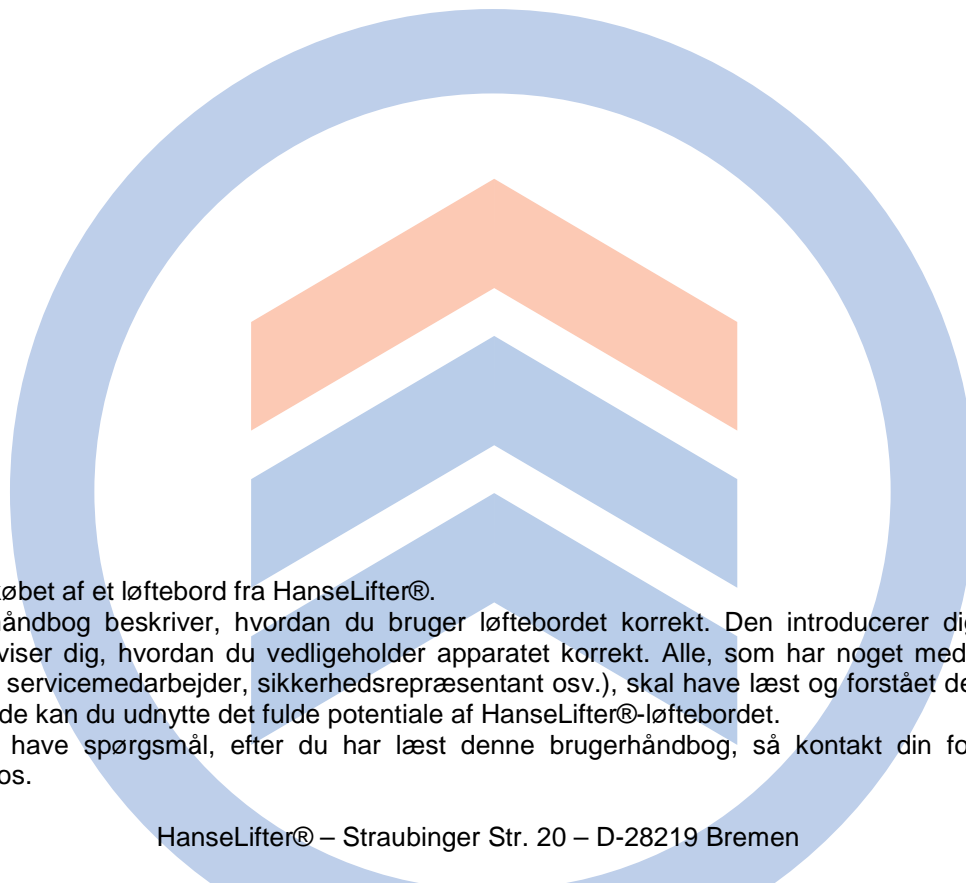 øbet af et løftebord fra HanseLifter®.
åndbog beskriver, hvordan du bruger løftebordet korrekt. Den introducerer dig
viser dig, hvordan du vedligeholder apparatet korrekt. Alle, som har noget med
servicemedarbejder, sikkerhedsrepræsentant osv.), skal have læst og forstået de
de kan du udnytte det fulde potentiale af HanseLifter®-løftebordet.
have spørgsmål, efter du har læst denne brugerhåndbog, så kontakt din fo
os.
HanseLifter® – Straubinger Str. 20 – D-28219 Bremen